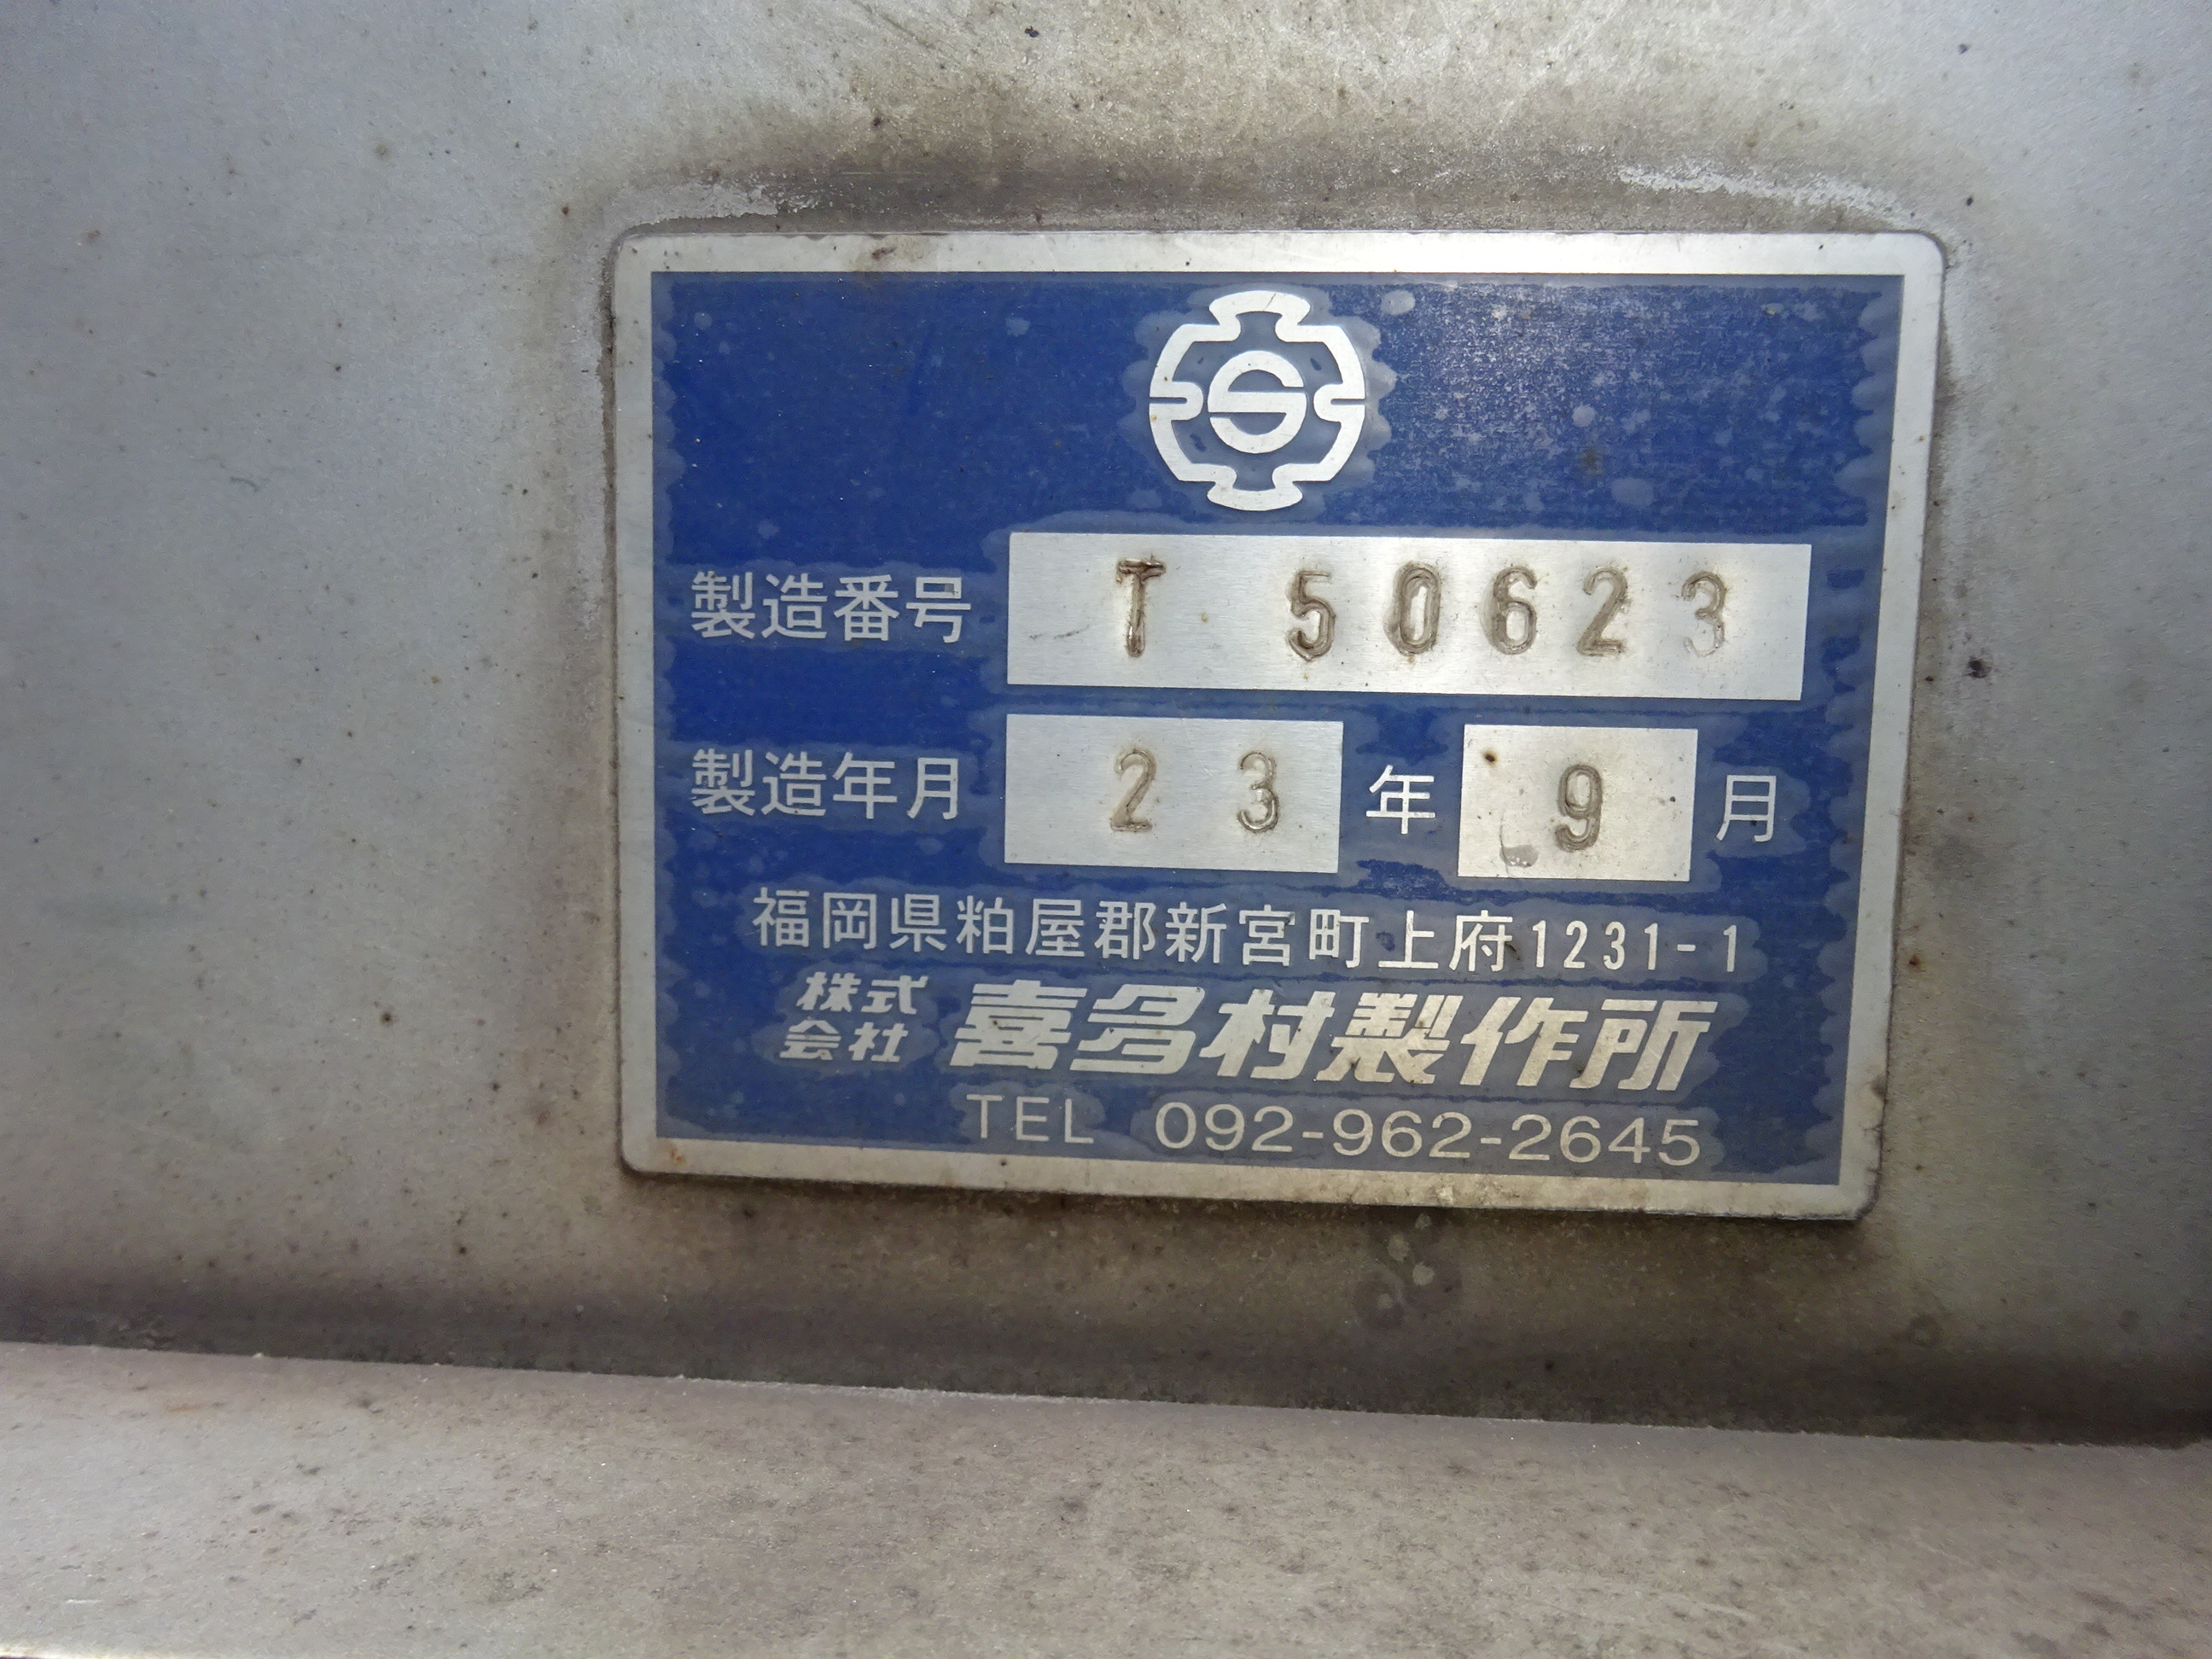 S
製造番号 T 50623
製造年月 23年 9月
福岡県粕屋郡新宮町上府1231-1
株式会社 喜多村製作所
TEL 092-962-2645